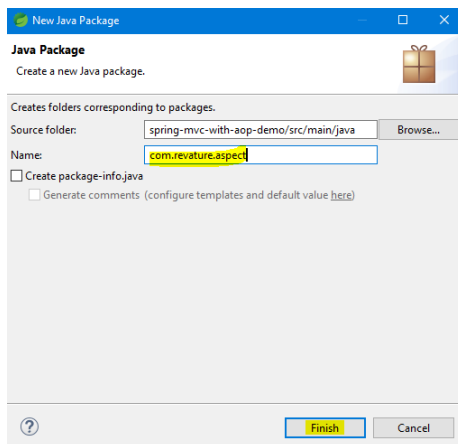 New Java Package
Java Package
Create a new Java package.
Creates folders corresponding to packages.
Source folder: spring-mvc-with-aop-demo/src/main/java Browse...
Name: com.revature.aspect
Create package-info.java
Generate comments (configure templates and default value here)
? Finish Cancel